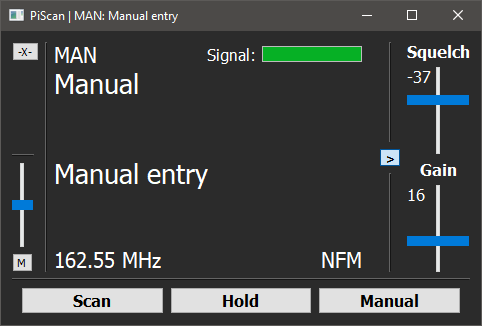 PiScan | MAN: Manual entry
-X-
MAN
Signal:
Squelch
Manual
-37
>
Manual entry
Gain
16
M
162.55 MHz
NFM
Scan
Hold
Manual